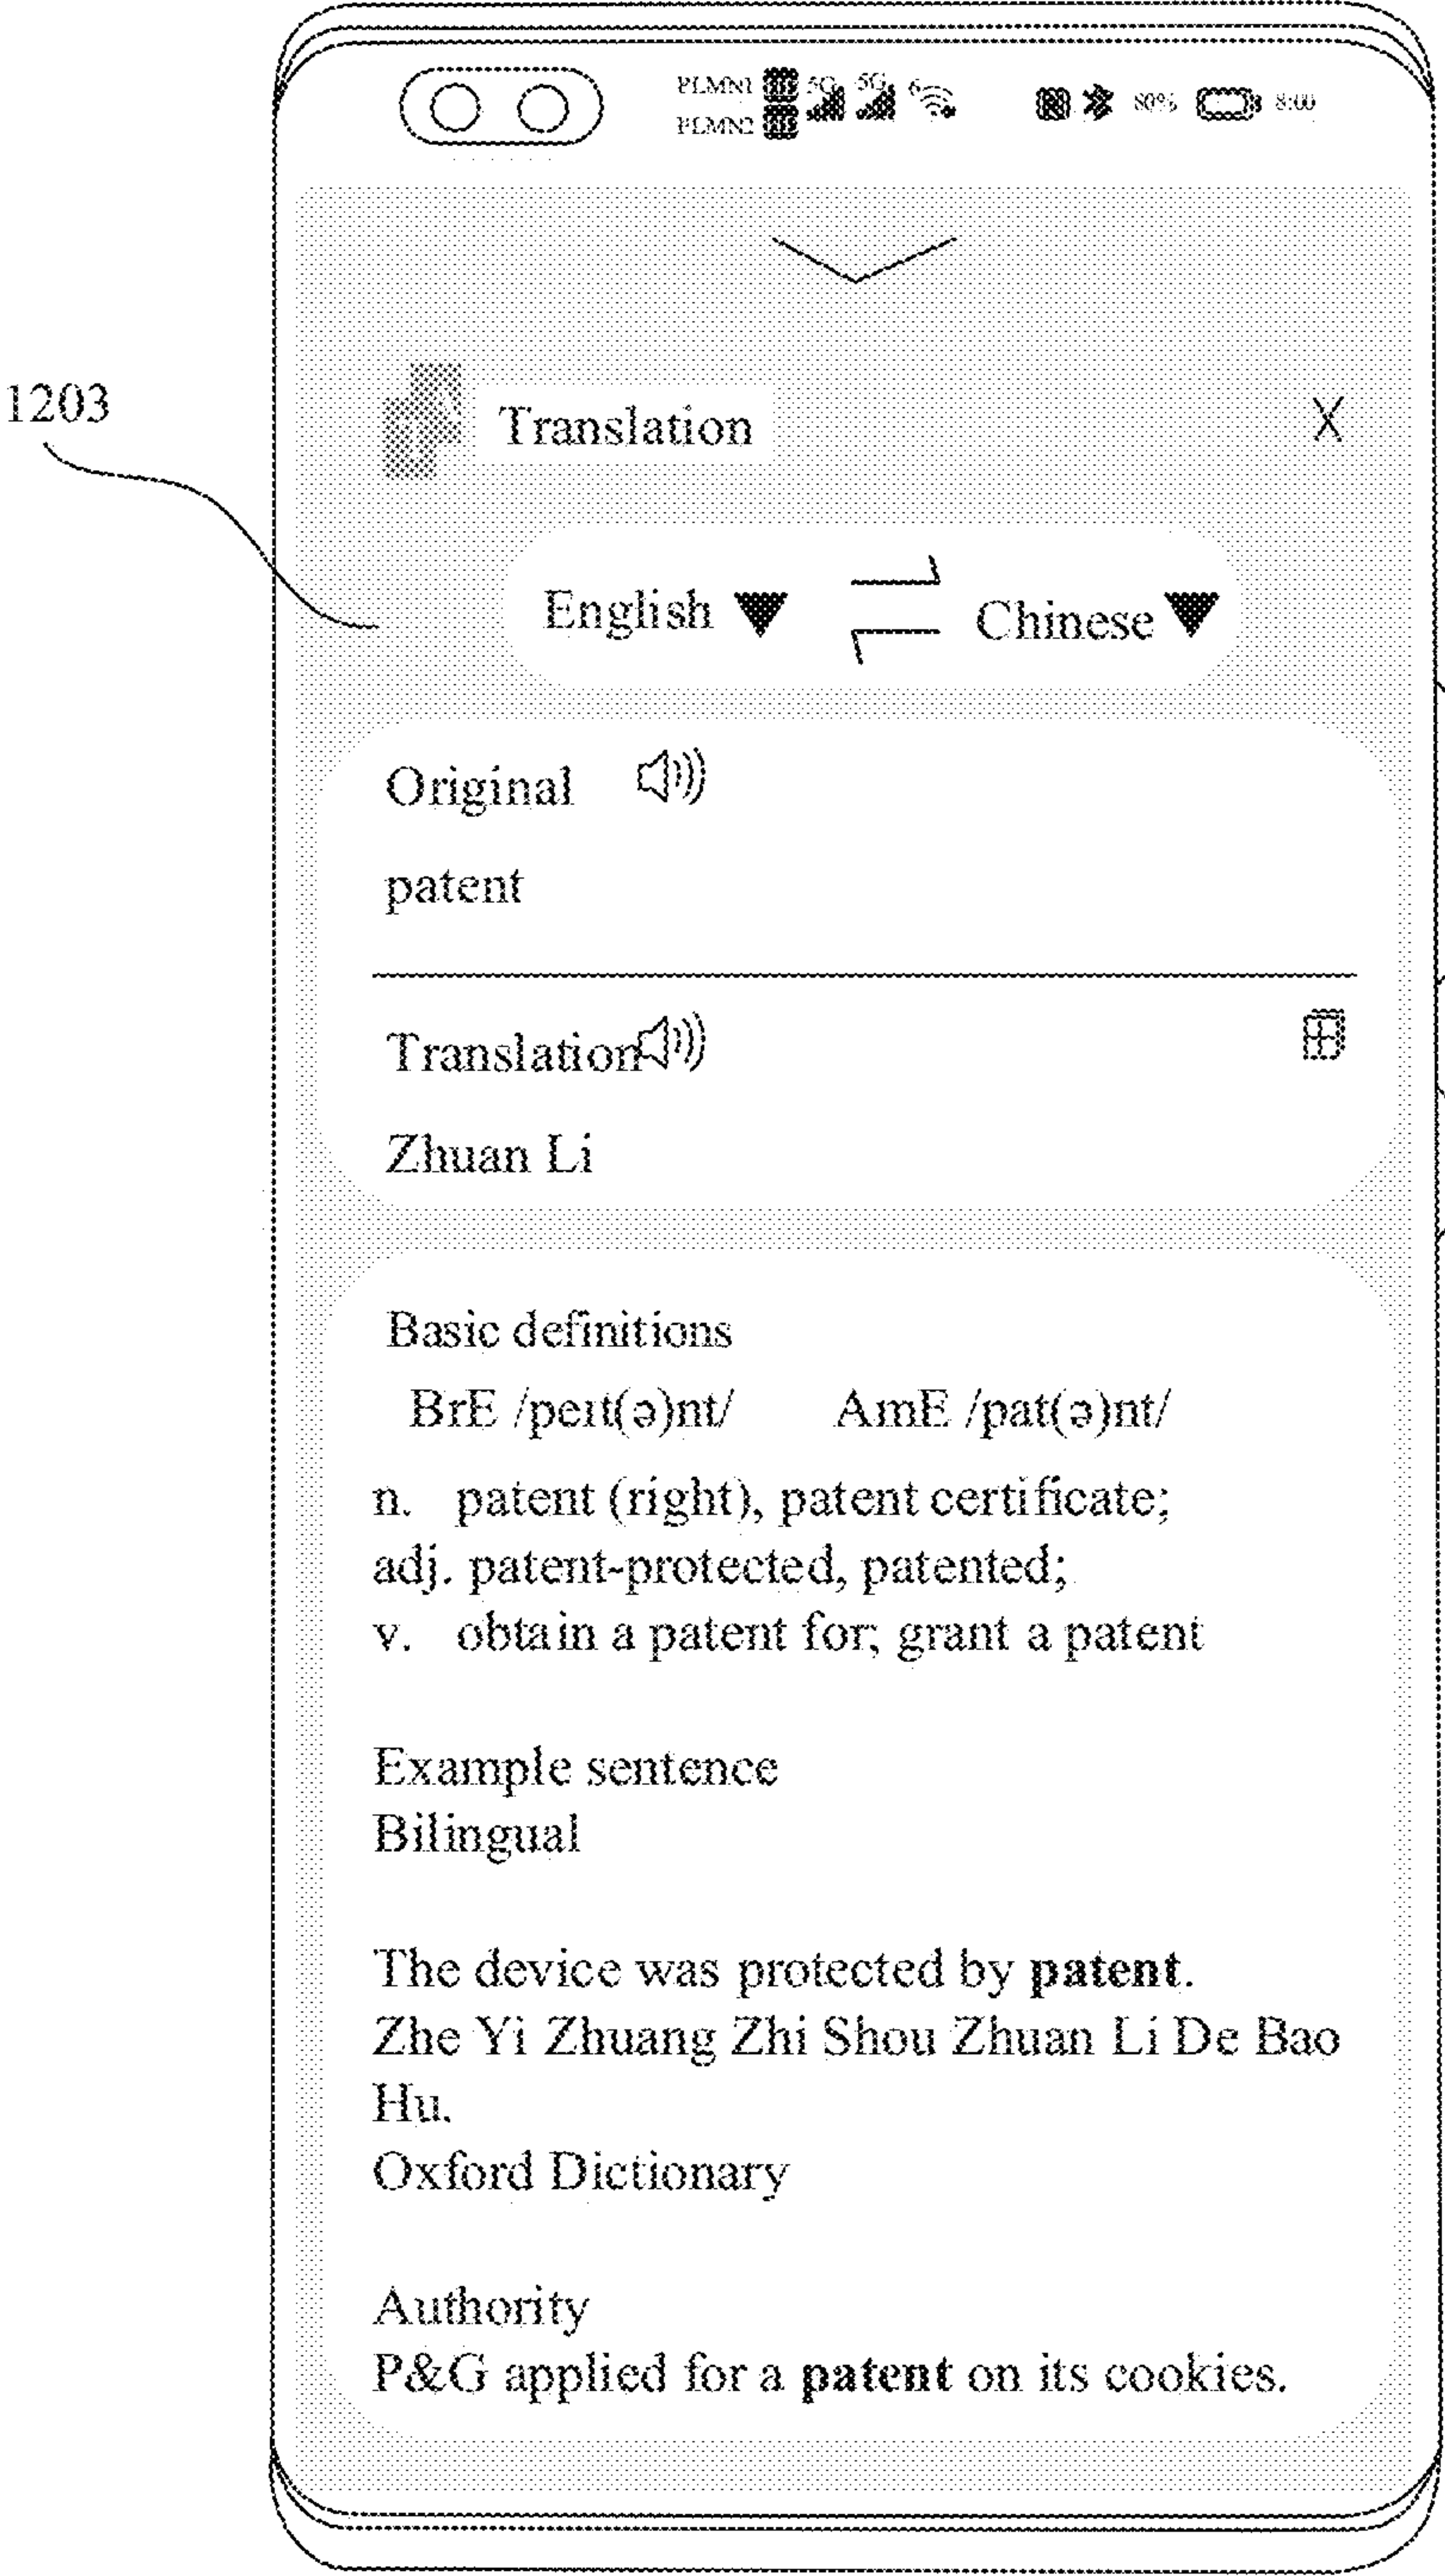 PLMN1 5G 5G 6 80% 8:00
PLMN2
1203
Translation X
English Chinese
Original
patent
Translation
Zhuan Li
Basic definitions
BrE /peɪt(ə)nt/ AmE /pat(ə)nt/
n. patent (right), patent certificate;
adj. patent-protected, patented;
v. obtain a patent for; grant a patent
Example sentence
Bilingual
The device was protected by patent.
Zhe Yi Zhuang Zhi Shou Zhuan Li De Bao
Hu.
Oxford Dictionary
Authority
P&G applied for a patent on its cookies.